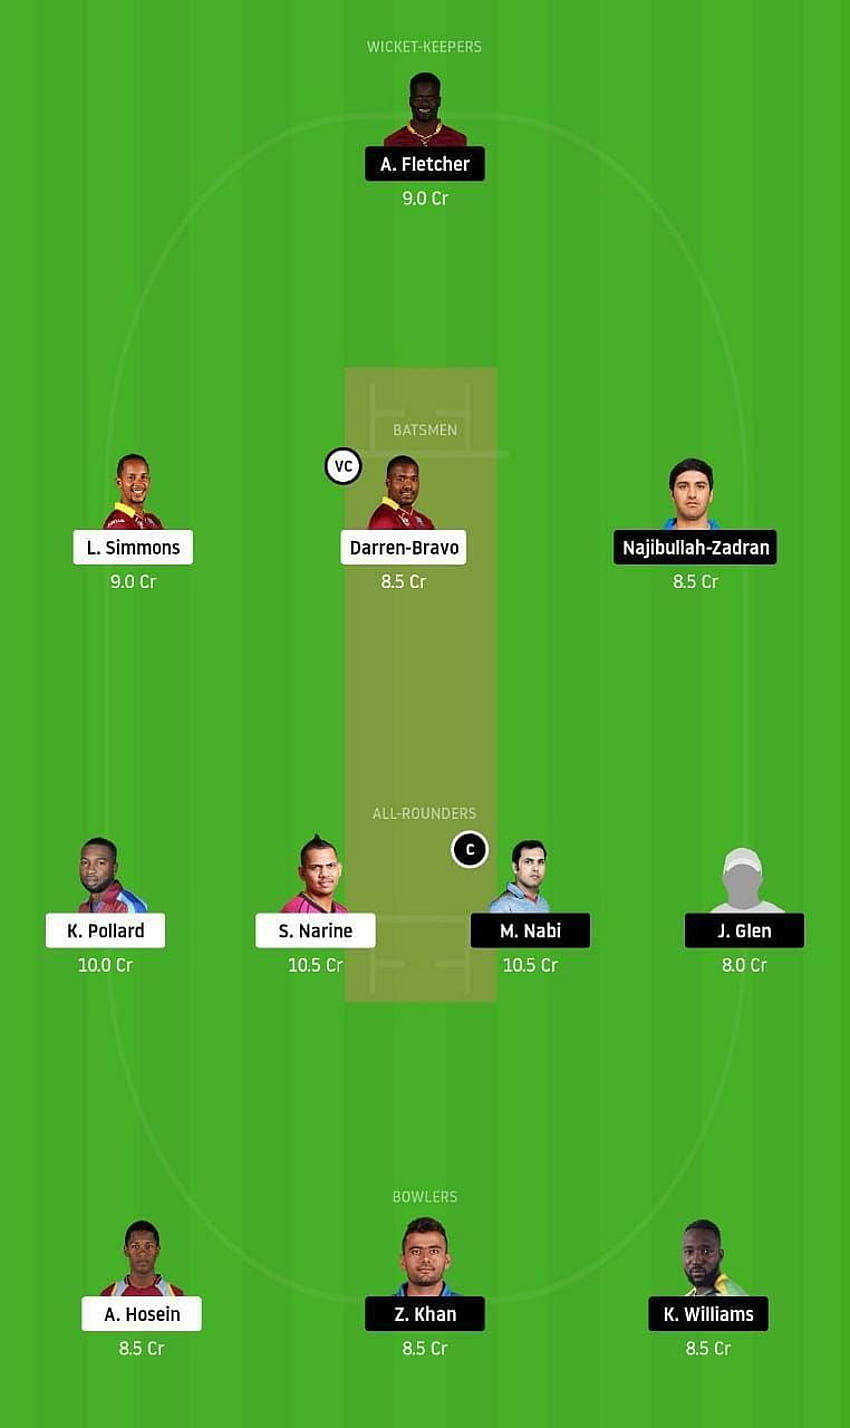 WICKET-KEEPERS
A. Fletcher
9.0 Cr
BATSMEN
VC
L. Simmons
Darren-Bravo
Najibullah-Zadran
9.0 Cr
8.5 Cr
8.5 Cr
ALL-ROUNDERS
C
K. Pollard
S. Narine
M. Nabi
J. Glen
10.0 Cr
10.5 Cr
10.5 Cr
8.0 Cr
BOWLERS
A. Hosein
Z. Khan
K. Williams
8.5 Cr
8.5 Cr
8.5 Cr